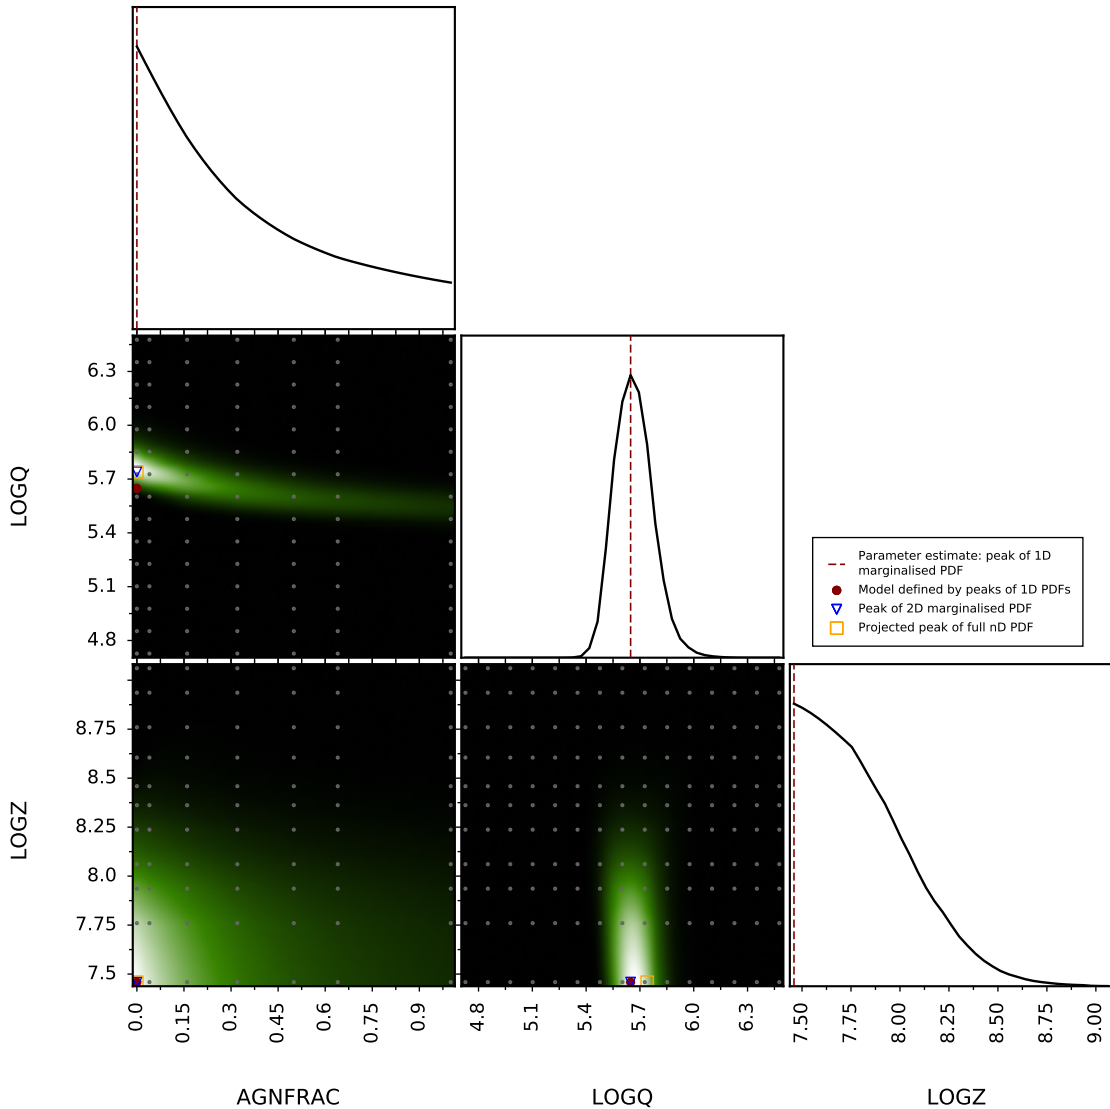 6.3
6.0
5.7
5.4
5.1
4.8
LOGQ
Parameter estimate: peak of 1D
marginalised PDF
Model defined by peaks of 1D PDFs
Peak of 2D marginalised PDF
Projected peak of full nD PDF
8.75
8.5
8.25
8.0
7.75
7.5
LOGZ
0.0 0.15 0.3 0.45 0.6 0.75 0.9
4.8 5.1 5.4 5.7 6.0 6.3
7.50 7.75 8.00 8.25 8.50 8.75 9.00
AGNFRAC LOGQ LOGZ